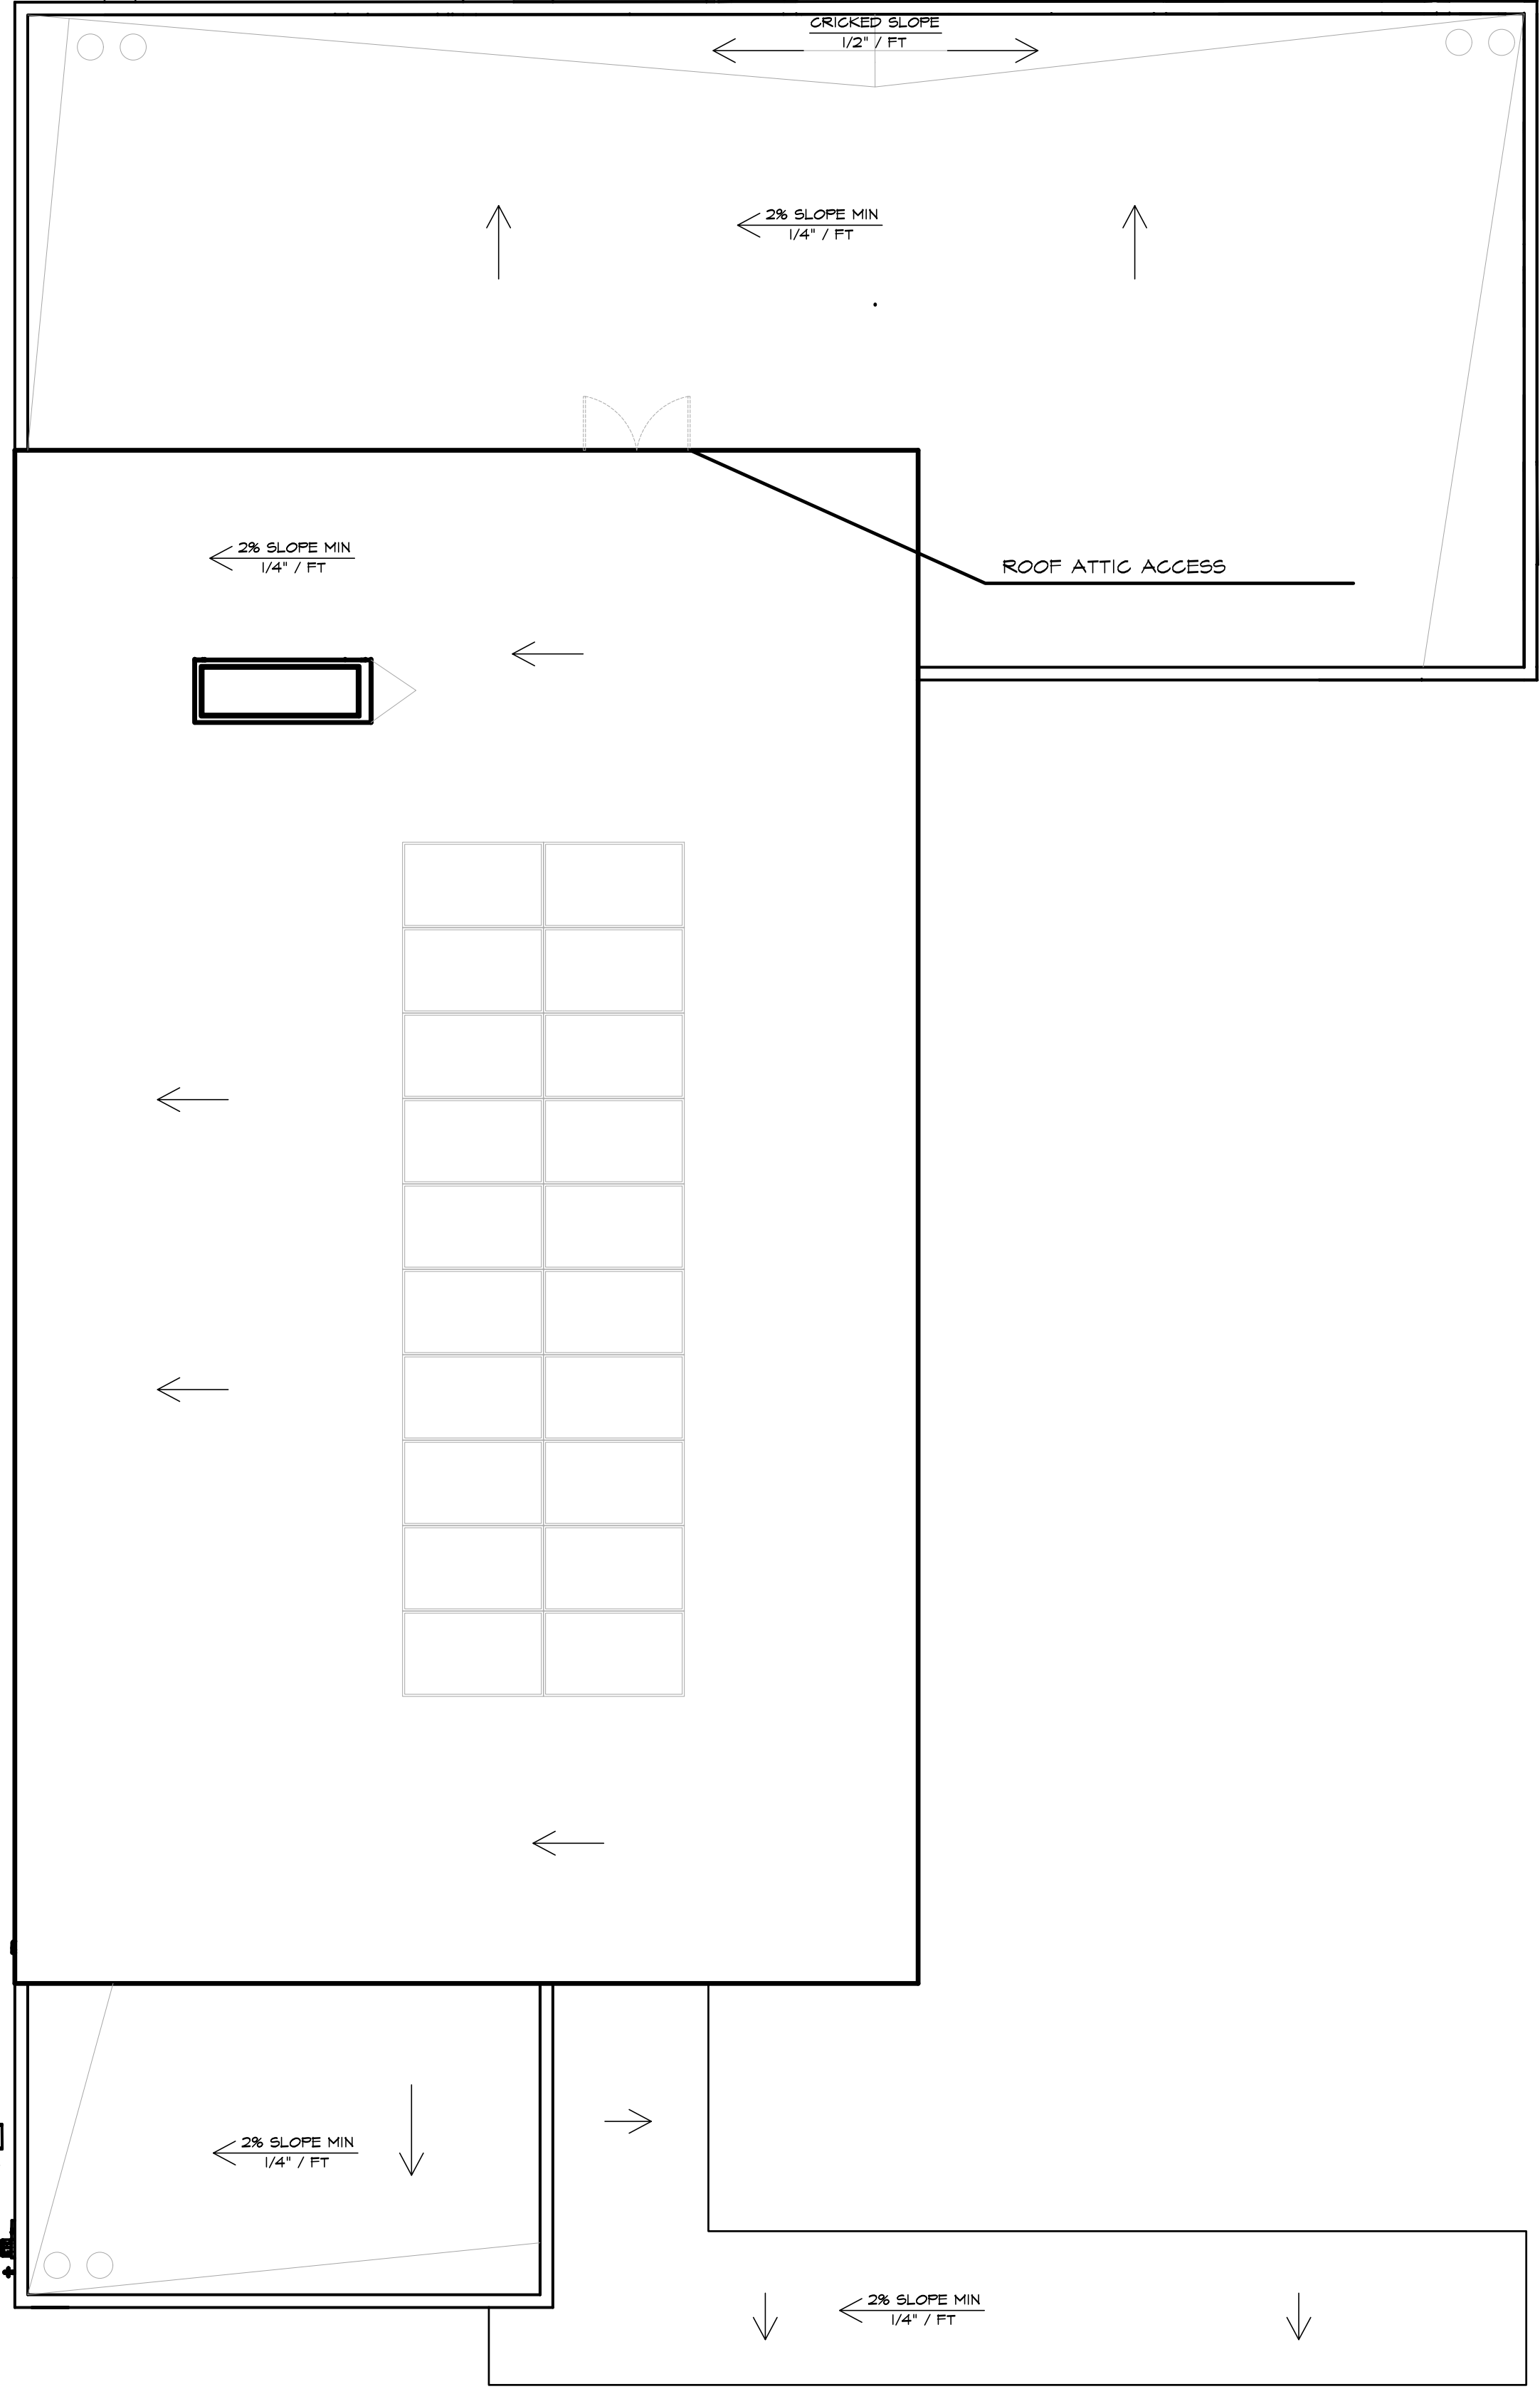 CRICKED SLOPE
1/2" / FT
2% SLOPE MIN
1/4" / FT
2% SLOPE MIN
1/4" / FT
ROOF ATTIC ACCESS
2% SLOPE MIN
1/4" / FT
2% SLOPE MIN
1/4" / FT